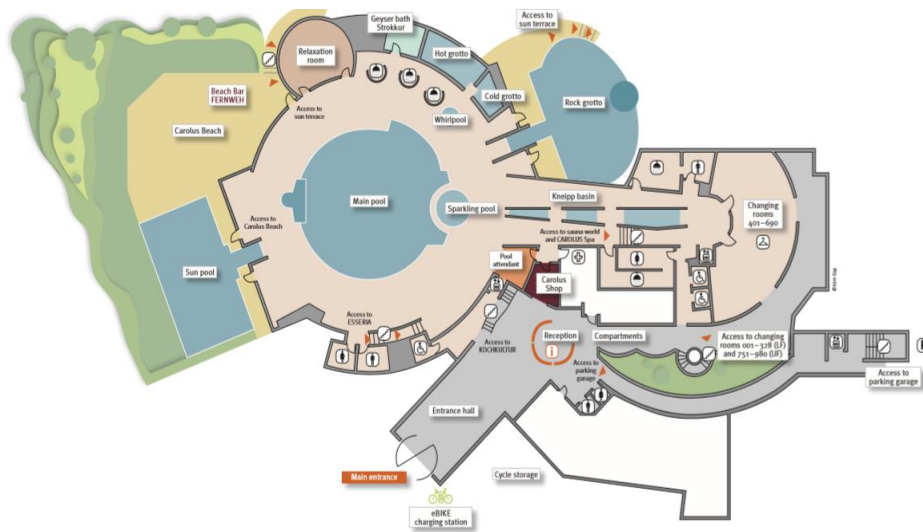 Geyser bath
Strokkur
Access to
sun terrace
Hot grotto
Relaxation
room
Cold grotto
Rock grotto
Beach Bar
FERNWEH
Access to
sun terrace
Whirlpool
Carolus Beach
Kneipp basin
Main pool
Sparkling pool
Changing
rooms
401–690
Access to
Carolus Beach
Access to sauna world
and CAROLUS Spa
Sun pool
Pool
attendant
Carolus
Shop
Access to
ESSERIA
Access to
KOCHKULTUR
Reception
i
Compartments
Access to changing
rooms 001–328 (LF)
and 751–980 (UF)
Access to
parking
garage
Access to
parking garage
Entrance hall
Main entrance
Cycle storage
eBIKE
charging station